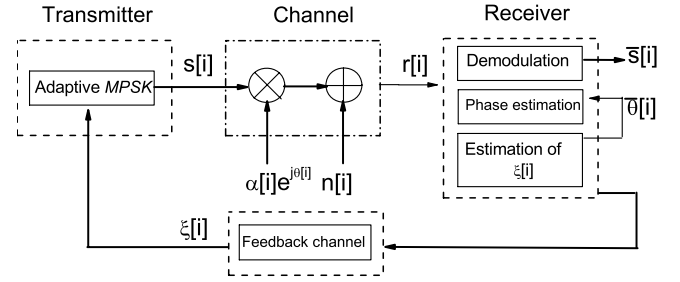 Transmitter
Channel
Receiver
Adaptive MPSK
s[i]
r[i]
Demodulation
s̅[i]
Phase estimation
θ̅[i]
Estimation of
ξ[i]
α[i]e^jθ[i]
n[i]
ξ[i]
Feedback channel